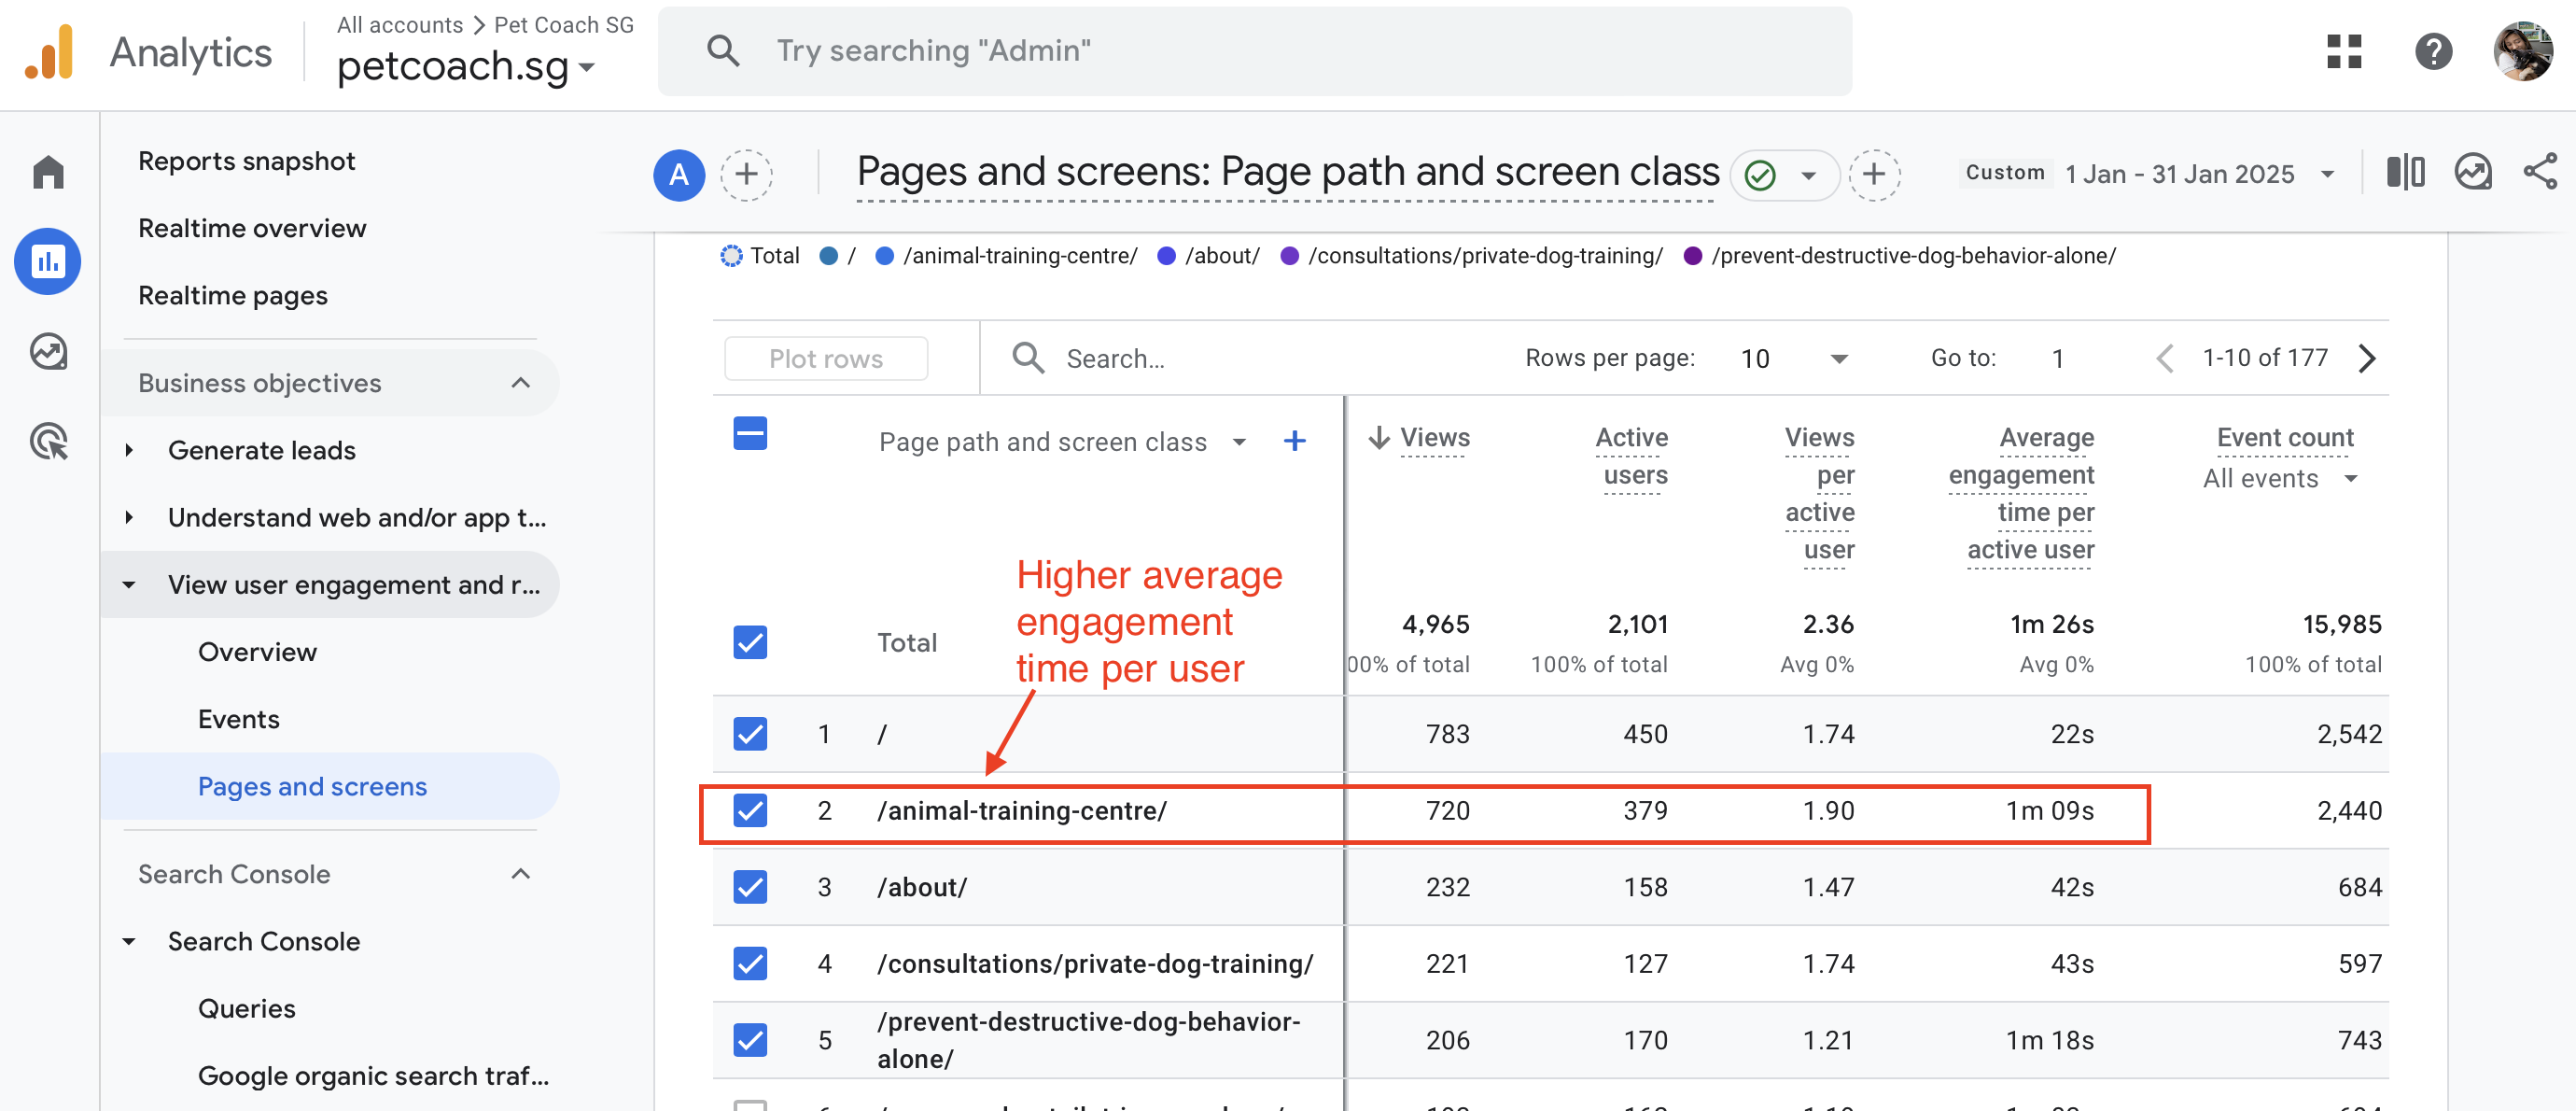 Analytics
All accounts > Pet Coach SG
petcoach.sg
Try searching "Admin"
Reports snapshot
Realtime overview
Realtime pages
Business objectives
Generate leads
Understand web and/or app t...
View user engagement and r...
Overview
Events
Pages and screens
Search Console
Search Console
Queries
Google organic search traf...
A
Pages and screens: Page path and screen class
Custom 1 Jan - 31 Jan 2025
Total / /animal-training-centre/ /about/ /consultations/private-dog-training/ /prevent-destructive-dog-behavior-alone/
Plot rows
Search...
Rows per page: 10 Go to: 1 1-10 of 177
Page path and screen class
Views
Active
users
Views
per
active
user
Average
engagement
time per
active user
Event count
All events
Higher average
engagement
time per user
Total 4,965 2,101 2.36 1m 26s 15,985
00% of total 100% of total Avg 0% Avg 0% 100% of total
1 / 783 450 1.74 22s 2,542
2 /animal-training-centre/ 720 379 1.90 1m 09s 2,440
3 /about/ 232 158 1.47 42s 684
4 /consultations/private-dog-training/ 221 127 1.74 43s 597
5 /prevent-destructive-dog-behavior-
alone/ 206 170 1.21 1m 18s 743